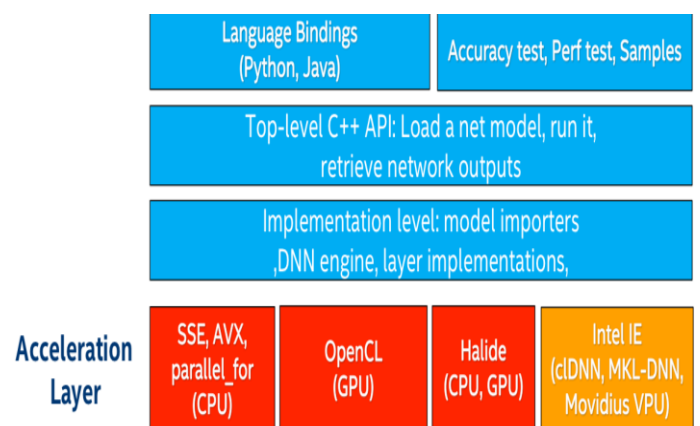 Language Bindings
(Python, Java)
Accuracy test, Perf test, Samples
Top-level C++ API: Load a net model, run it,
retrieve network outputs
Implementation level: model importers
,DNN engine, layer implementations,
Acceleration
Layer
SSE, AVX,
parallel_for
(CPU)
OpenCL
(GPU)
Halide
(CPU, GPU)
Intel IE
(clDNN, MKL-DNN,
Movidius VPU)